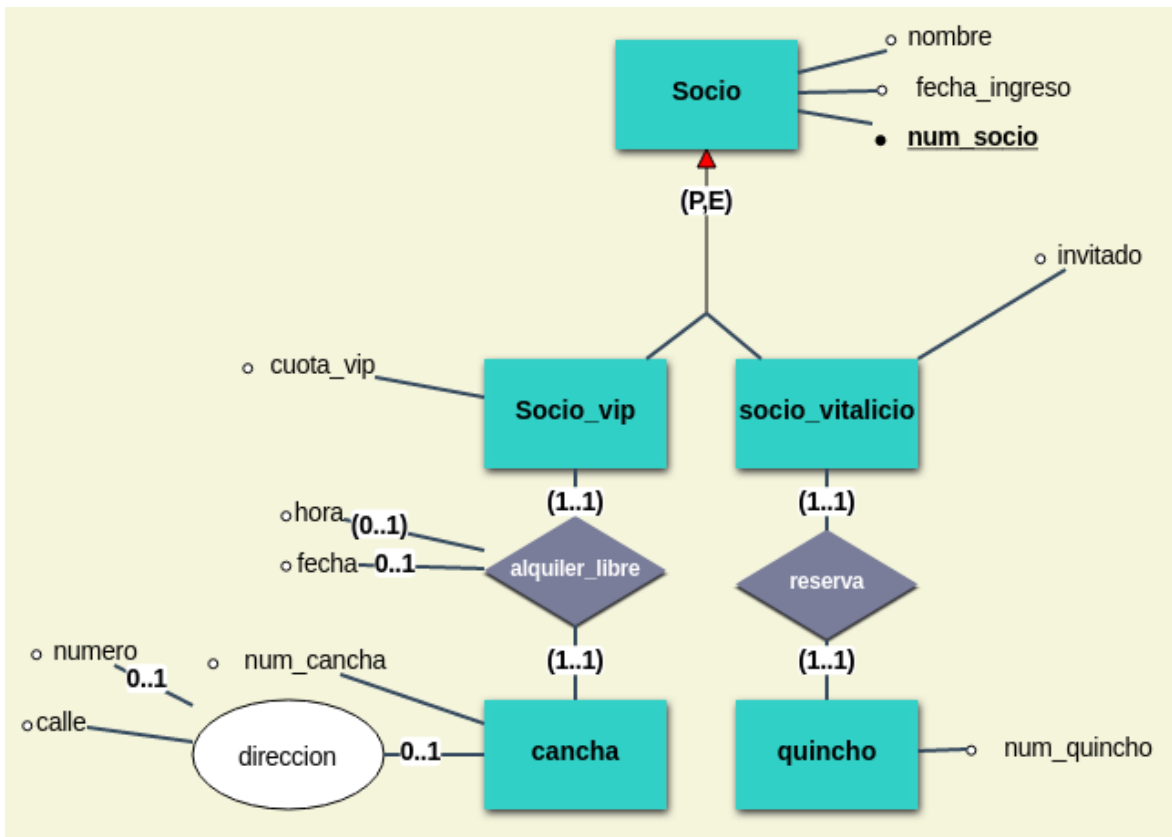 nombre
Socio
fecha_ingreso
num_socio
(P,E)
invitado
cuota_vip
Socio_vip
socio_vitalicio
(1..1)
(1..1)
hora
(0..1)
fecha
0..1
alquiler_libre
reserva
numero
0..1
num_cancha
(1..1)
(1..1)
calle
direccion
0..1
cancha
quincho
num_quincho